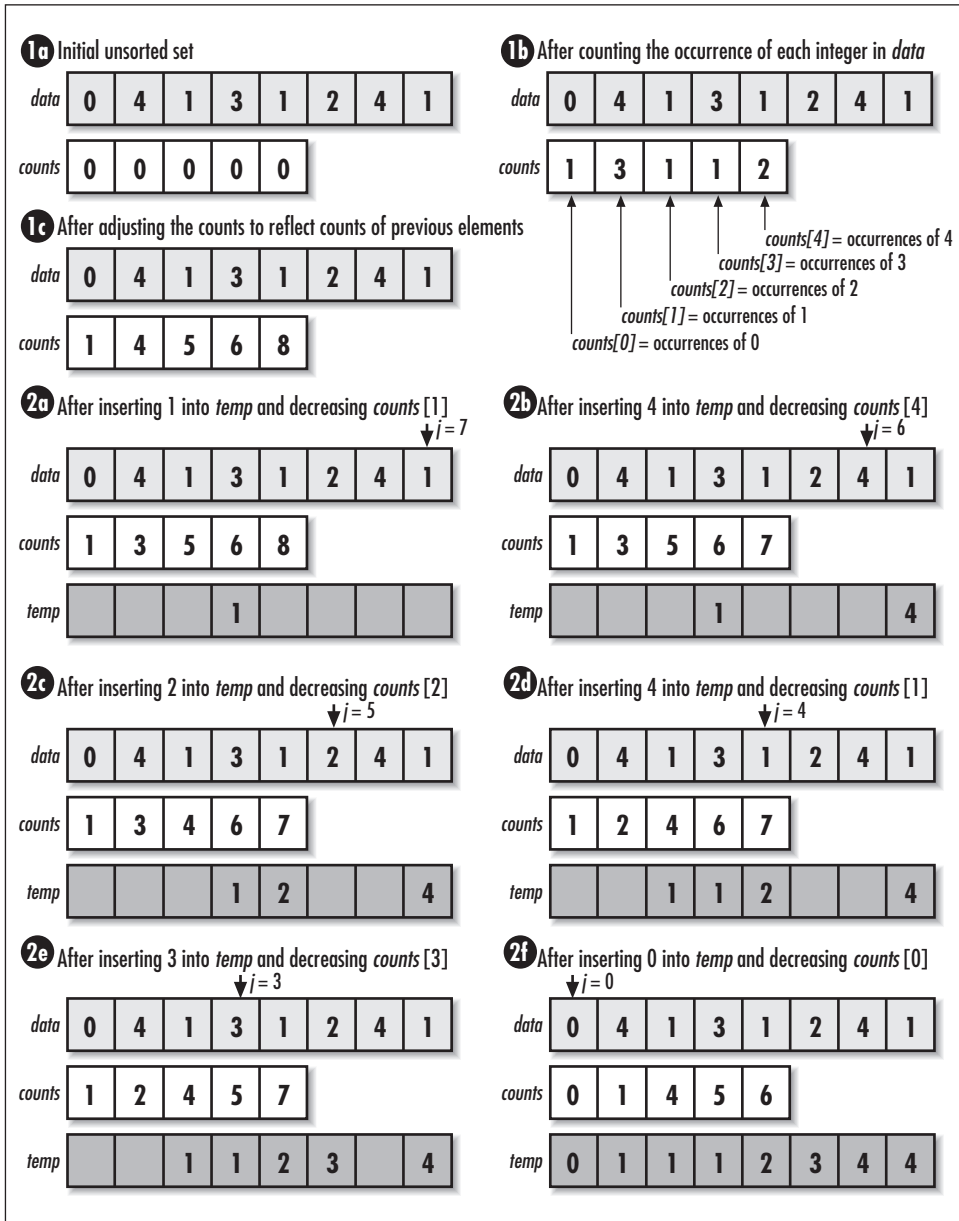 1a Initial unsorted set
data 0 4 1 3 1 2 4 1
counts 0 0 0 0 0
1b After counting the occurrence of each integer in data
data 0 4 1 3 1 2 4 1
counts 1 3 1 1 2
counts[4] = occurrences of 4
counts[3] = occurrences of 3
counts[2] = occurrences of 2
counts[1] = occurrences of 1
counts[0] = occurrences of 0
1c After adjusting the counts to reflect counts of previous elements
data 0 4 1 3 1 2 4 1
counts 1 4 5 6 8
2a After inserting 1 into temp and decreasing counts [1]
j = 7
data 0 4 1 3 1 2 4 1
counts 1 3 5 6 8
temp 1
2b After inserting 4 into temp and decreasing counts [4]
j = 6
data 0 4 1 3 1 2 4 1
counts 1 3 5 6 7
temp 1 4
2c After inserting 2 into temp and decreasing counts [2]
j = 5
data 0 4 1 3 1 2 4 1
counts 1 3 4 6 7
temp 1 2 4
2d After inserting 4 into temp and decreasing counts [1]
j = 4
data 0 4 1 3 1 2 4 1
counts 1 2 4 6 7
temp 1 1 2 4
2e After inserting 3 into temp and decreasing counts [3]
j = 3
data 0 4 1 3 1 2 4 1
counts 1 2 4 5 7
temp 1 1 2 3 4
2f After inserting 0 into temp and decreasing counts [0]
j = 0
data 0 4 1 3 1 2 4 1
counts 0 1 4 5 6
temp 0 1 1 1 2 3 4 4